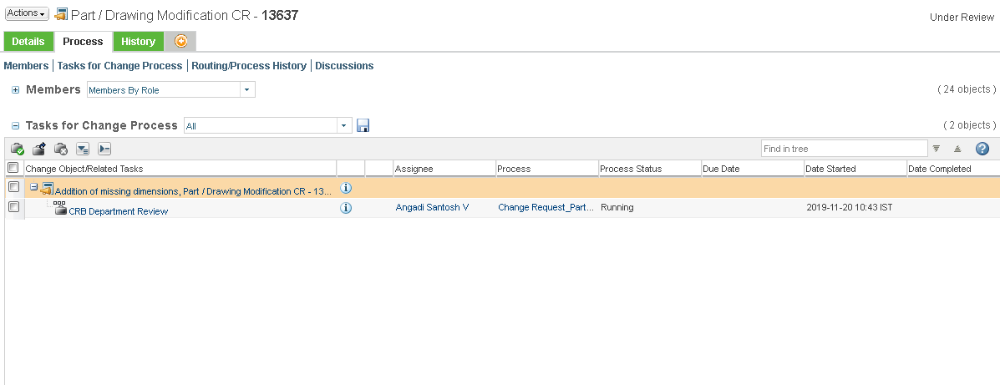 Actions Part / Drawing Modification CR - 13637
Under Review
Details Process History
Members Tasks for Change Process Routing/Process History Discussions
Members Members By Role ( 24 objects )
Tasks for Change Process All ( 2 objects )
Find in tree
Change Object/Related Tasks Assignee Process Process Status Due Date Date Started Date Completed
Addition of missing dimensions, Part / Drawing Modification CR - 13...
CRB Department Review Angadi Santosh V Change Request_Part... Running 2019-11-20 10:43 IST